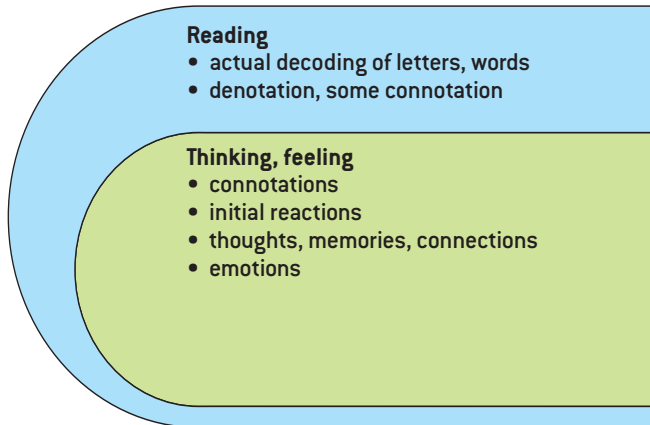 Reading
• actual decoding of letters, words
• denotation, some connotation
Thinking, feeling
• connotations
• initial reactions
• thoughts, memories, connections
• emotions